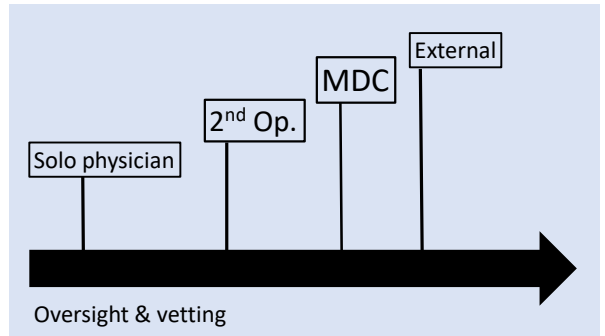 External
MDC
2nd Op.
Solo physician
Oversight & vetting